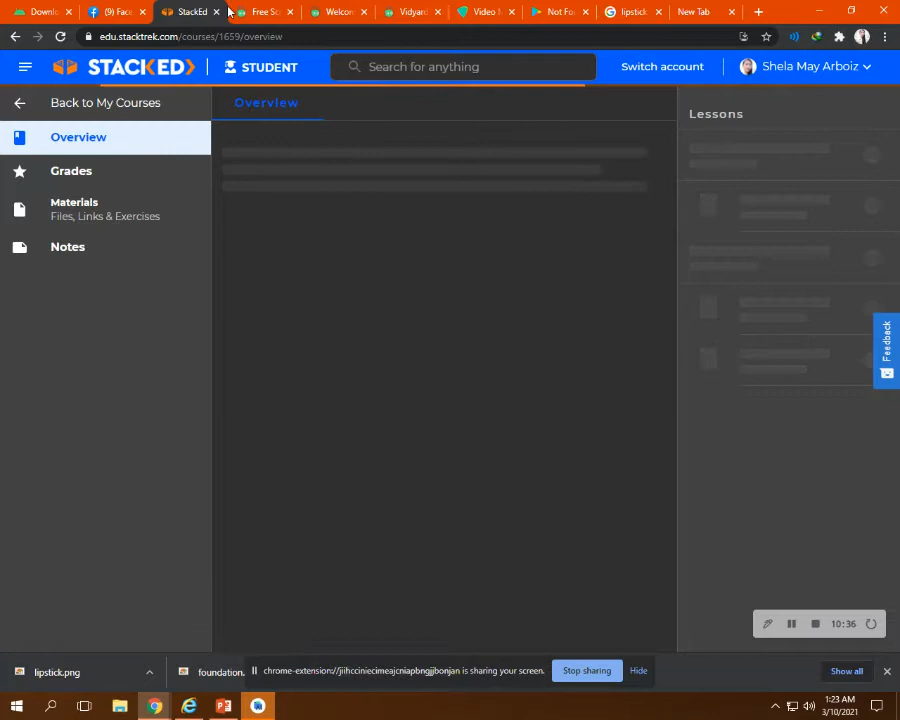 Downlo
(9) Face
StackEd
Free Sc
Welcom
Vidyard
Video M
Not Fo
lipstick
New Tab
edu.stacktrek.com/courses/1659/overview
STACKED
STUDENT
Search for anything
Switch account
Shela May Arboiz
Back to My Courses
Overview
Lessons
Overview
Grades
Materials
Files, Links & Exercises
Notes
Feedback
10:36
lipstick.png
foundation.
chrome-extension://jiihcciniecimeajcniapbngjjbonjan is sharing your screen.
Stop sharing
Hide
Show all
1:23 AM
3/10/2021